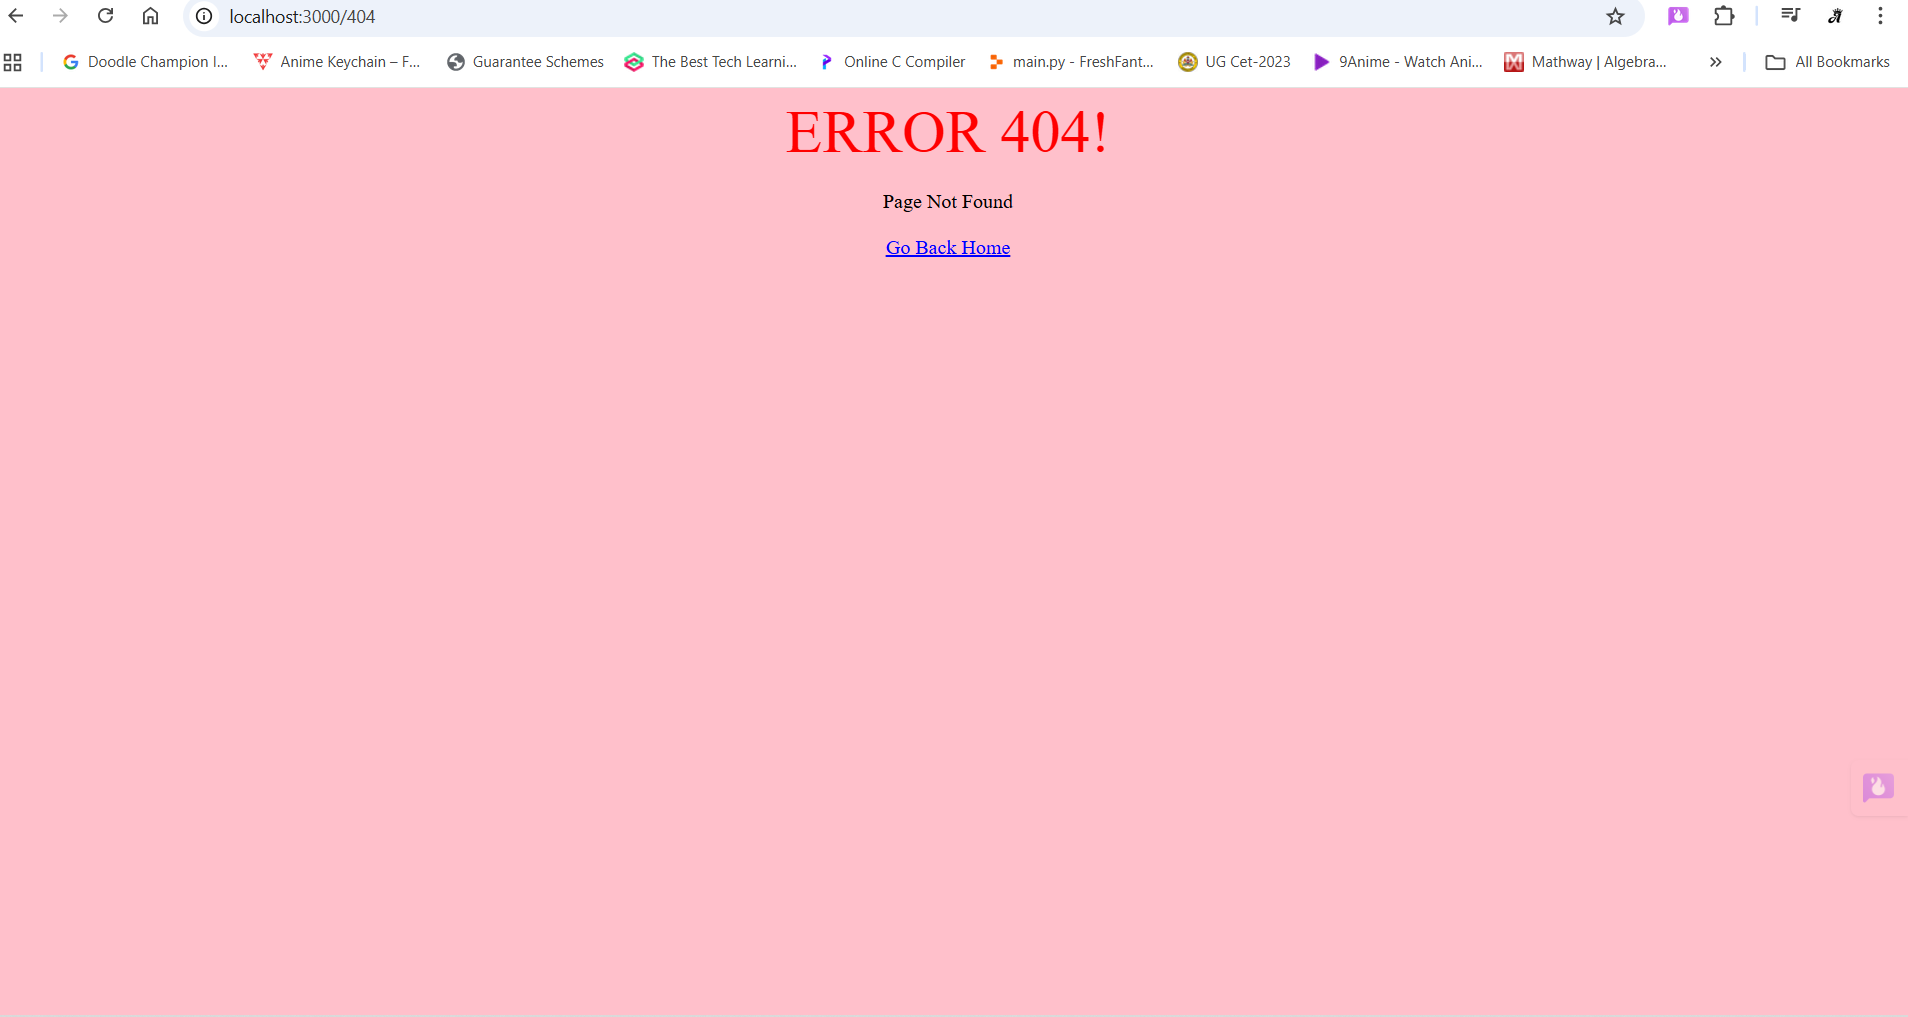 localhost:3000/404
Doodle Champion I... Anime Keychain – F... Guarantee Schemes The Best Tech Learni... Online C Compiler main.py - FreshFant... UG Cet-2023 9Anime - Watch Ani... Mathway | Algebra... » All Bookmarks
ERROR 404!
Page Not Found
Go Back Home